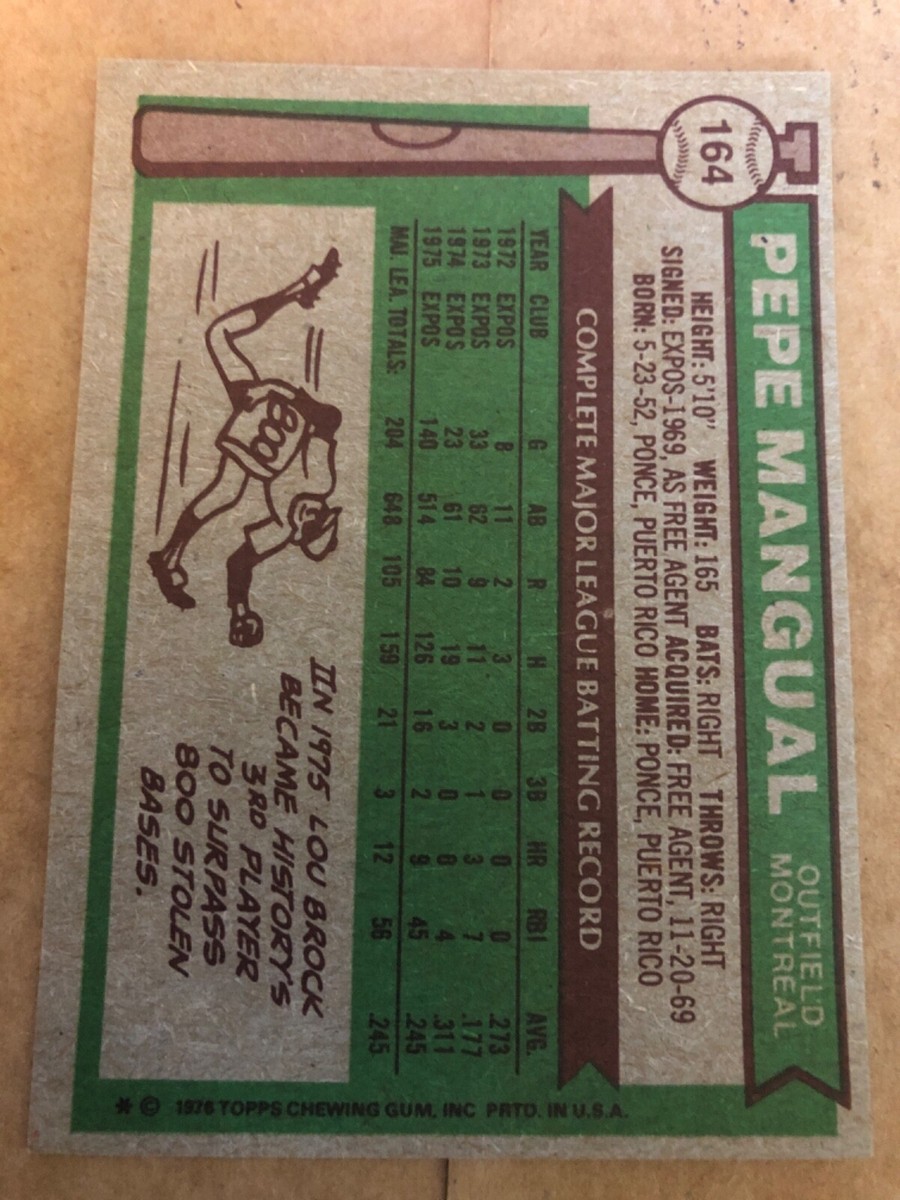 164
PEPE MANGUAL
OUTFIELD
MONTREAL
HEIGHT: 5'10" WEIGHT: 165 BATS: RIGHT THROWS: RIGHT
SIGNED: EXPOS-1969, AS FREE AGENT ACQUIRED: FREE AGENT, 11-20-69
BORN: 5-23-52, PONCE, PUERTO RICO HOME: PONCE, PUERTO RICO
COMPLETE MAJOR LEAGUE BATTING RECORD
YEAR CLUB G AB R H 2B 3B HR RBI AVG.
1972 EXPOS 8 11 2 3 0 0 0 0 .273
1973 EXPOS 33 62 9 11 2 1 3 7 .177
1974 EXPOS 23 61 10 19 3 0 0 4 .311
1975 EXPOS 140 514 84 126 16 2 9 45 .245
MAJ. LEA. TOTALS: 204 648 105 159 21 3 12 56 .245
800
IN 1975 LOU BROCK
BECAME HISTORY'S
3RD PLAYER
TO SURPASS
800 STOLEN
BASES.
* © 1976 TOPPS CHEWING GUM, INC PRTD. IN U.S.A.